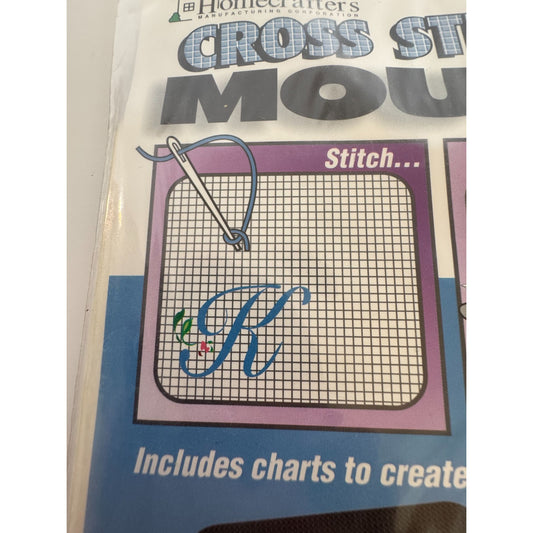 Homecrafters
MANUFACTURING CORPORATION
CROSS ST
MOU
Stitch...
K
Includes charts to create